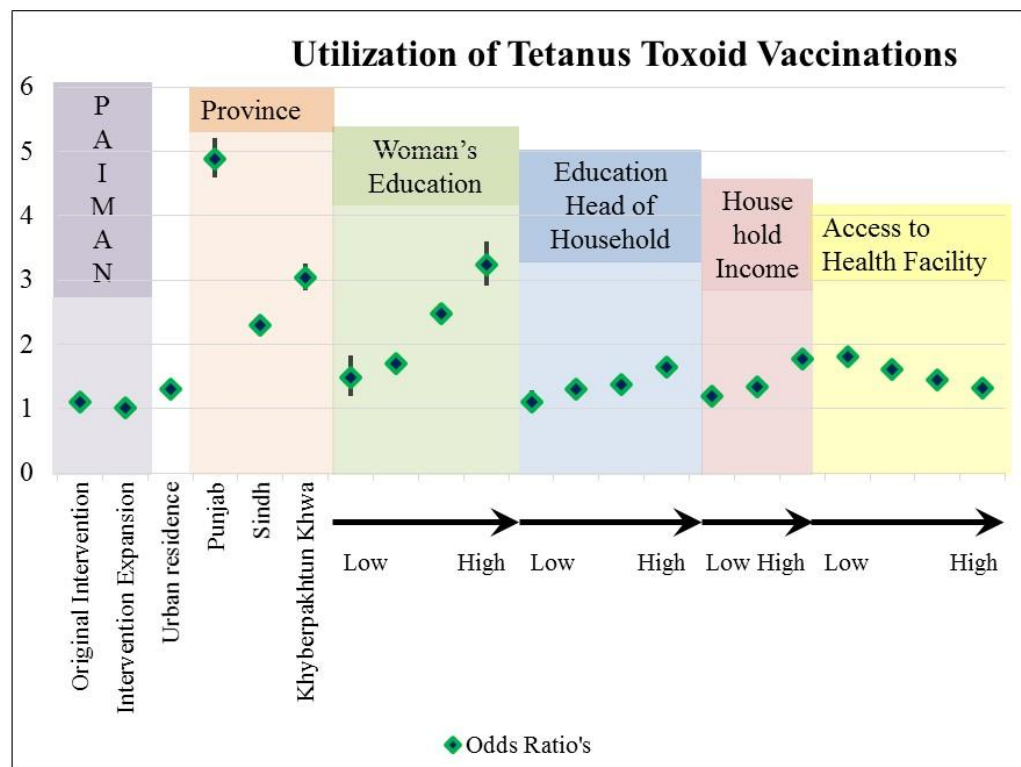 Utilization of Tetanus Toxoid Vaccinations
6
5
4
3
2
1
0
P
A
I
M
A
N
Province
Woman's
Education
Education
Head of
Household
House
hold
Income
Access to
Health Facility
Original Intervention
Intervention Expansion
Urban residence
Punjab
Sindh
Khyberpakhtun Khwa
Low High Low High Low High Low High
Odds Ratio's